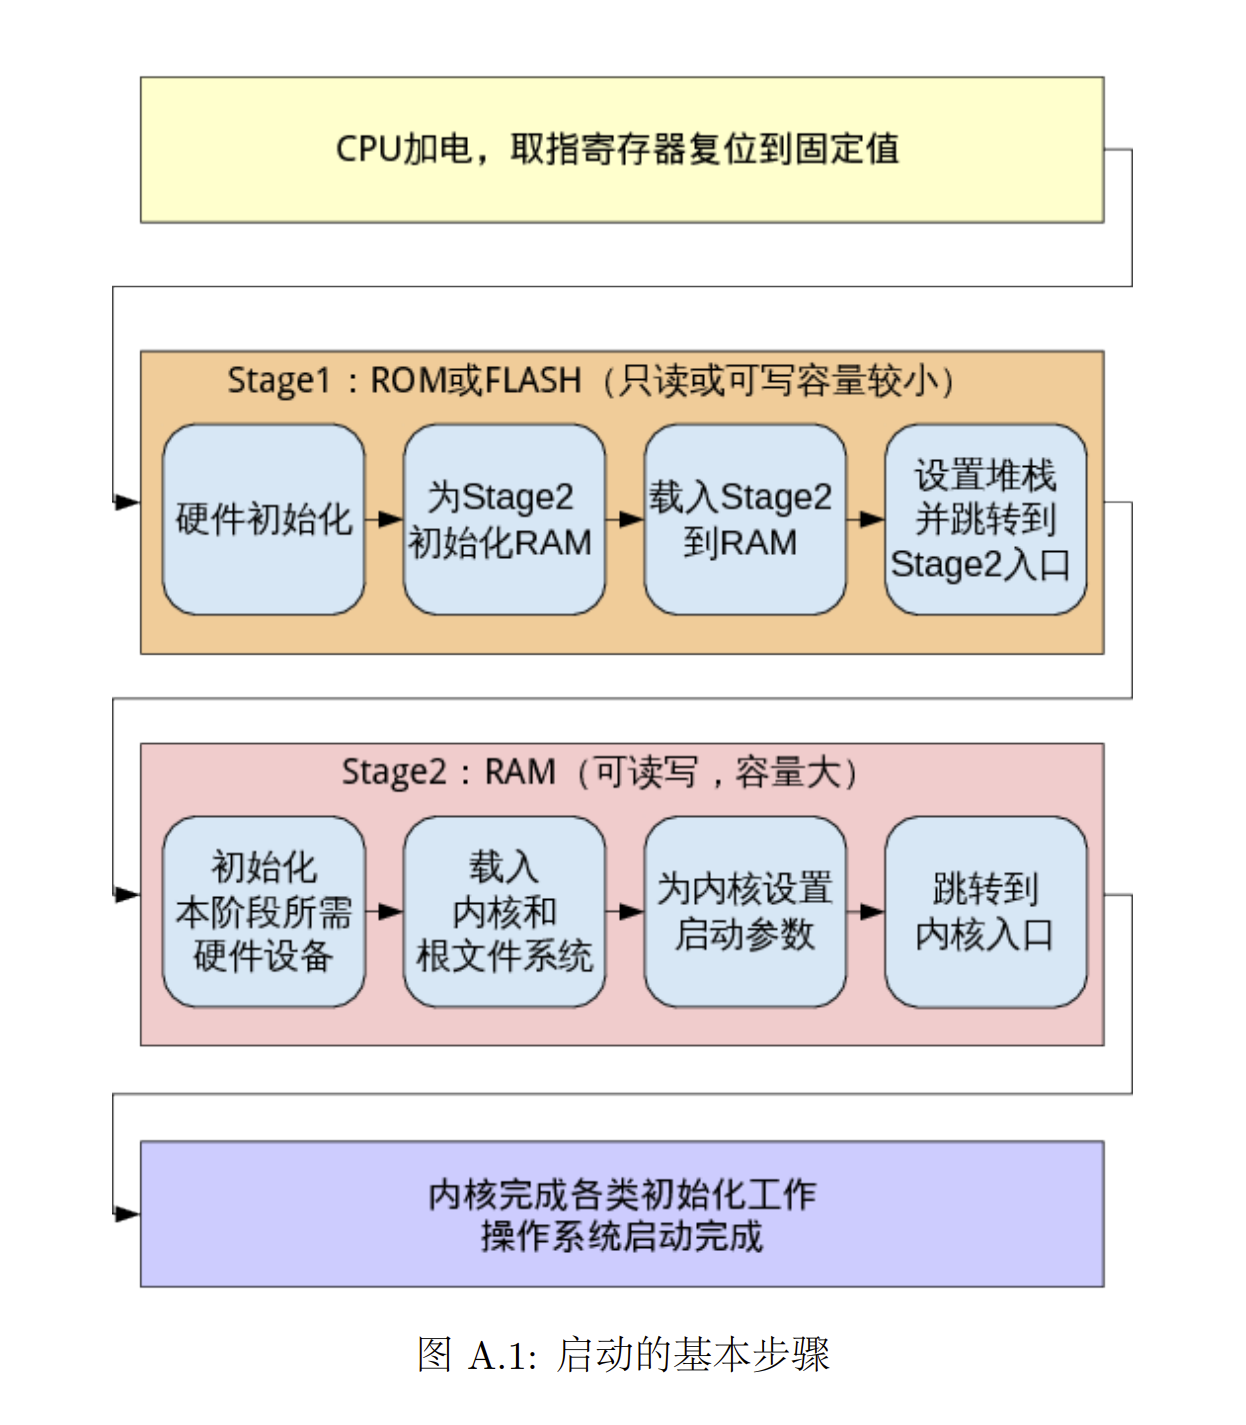 CPU加电，取指寄存器复位到固定值
Stage1：ROM或FLASH（只读或可写容量较小）
硬件初始化
为Stage2
初始化RAM
载入Stage2
到RAM
设置堆栈
并跳转到
Stage2入口
Stage2：RAM（可读写，容量大）
初始化
本阶段所需
硬件设备
载入
内核和
根文件系统
为内核设置
启动参数
跳转到
内核入口
内核完成各类初始化工作
操作系统启动完成
图 A.1: 启动的基本步骤